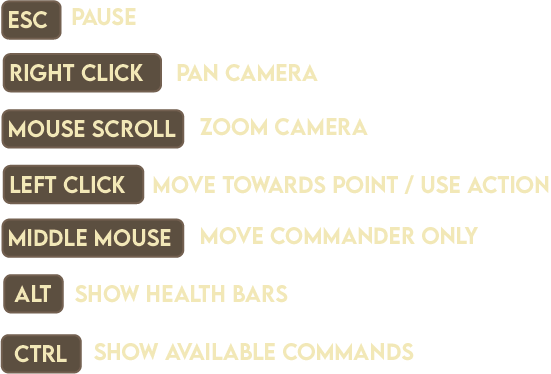 ESC PAUSE
RIGHT CLICK PAN CAMERA
MOUSE SCROLL ZOOM CAMERA
LEFT CLICK MOVE TOWARDS POINT / USE ACTION
MIDDLE MOUSE MOVE COMMANDER ONLY
ALT SHOW HEALTH BARS
CTRL SHOW AVAILABLE COMMANDS